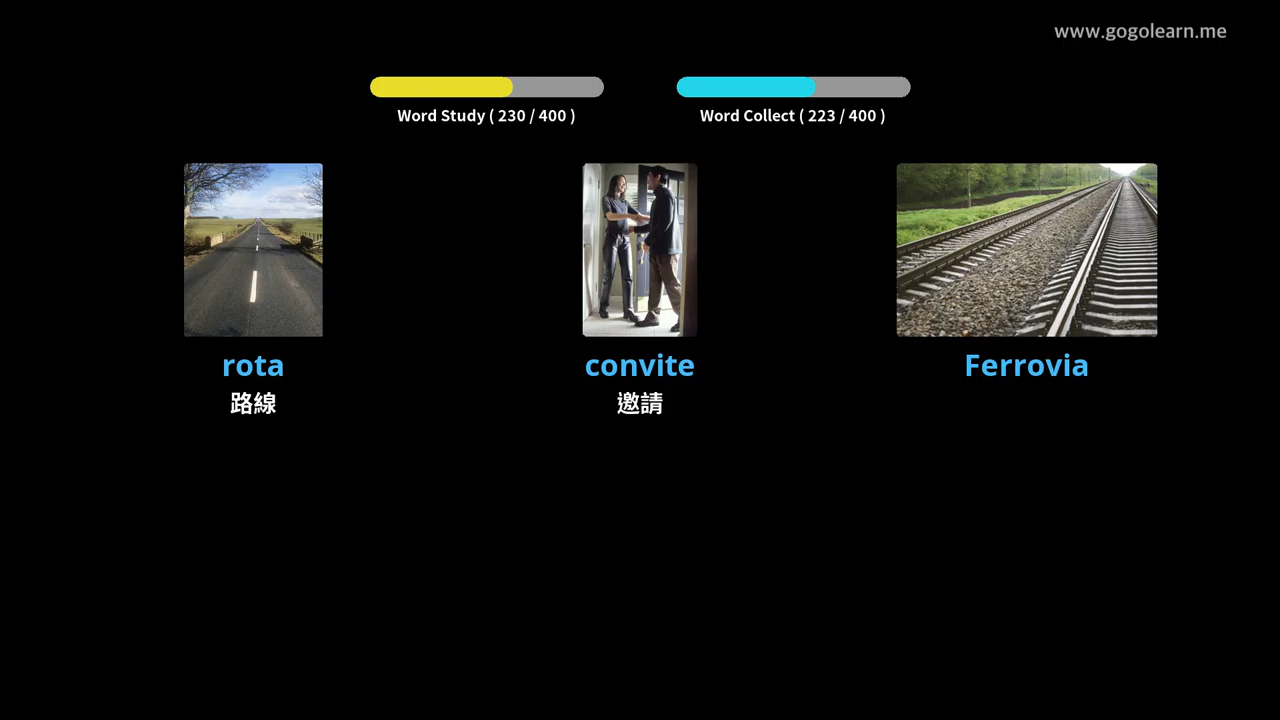 www.gogolearn.me
Word Study ( 230 / 400 )
Word Collect ( 223 / 400 )
rota
路線
convite
邀請
Ferrovia